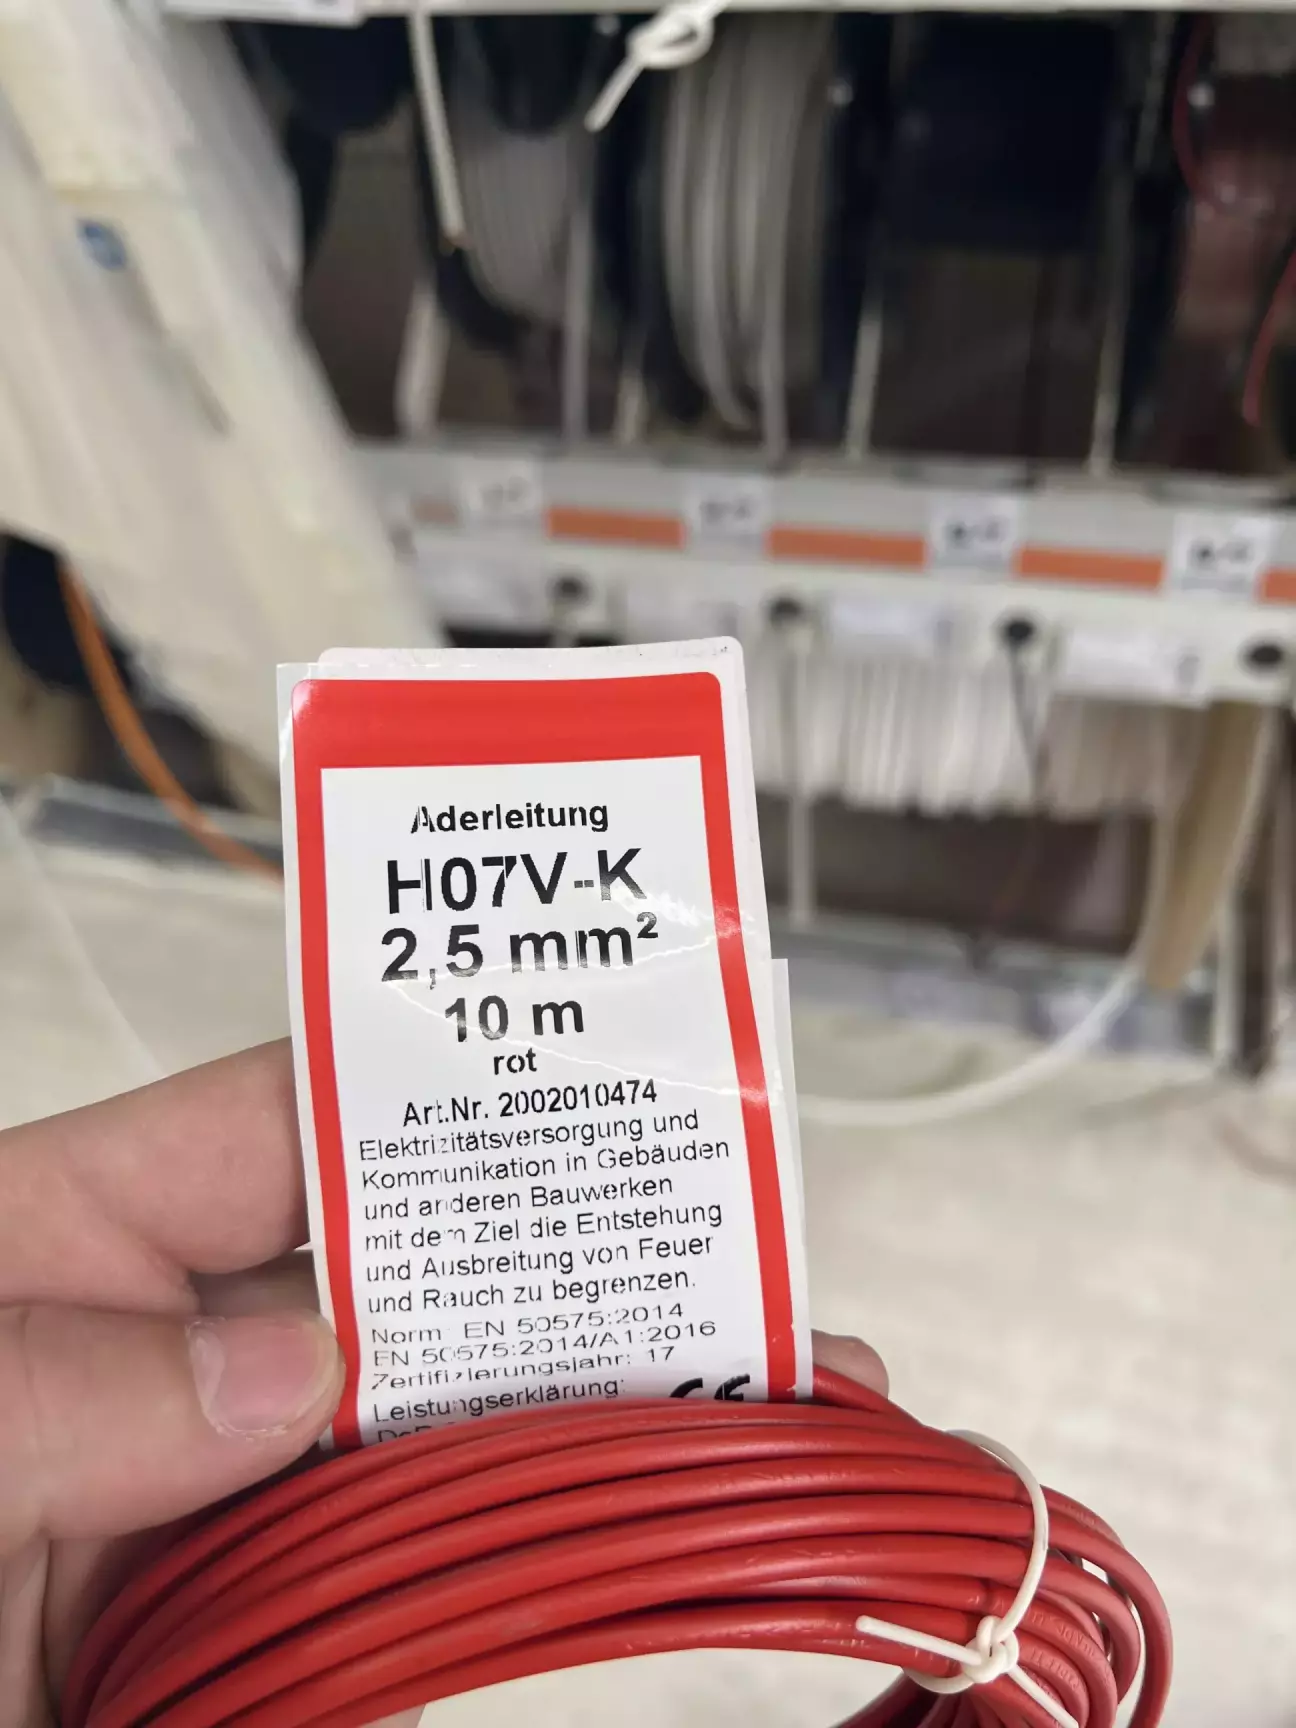 Aderleitung
H07V-K
2,5 mm²
10 m
rot
Art.Nr. 2002010474
Elektrizitätsversorgung und
Kommunikation in Gebäuden
und anderen Bauwerken
mit dem Ziel die Entstehung
und Ausbreitung von Feuer
und Rauch zu begrenzen.
Norm: EN 50575:2014
EN 50575:2014/A1:2016
Zertifizierungsjahr: 17
Leistungserklärung:
CE